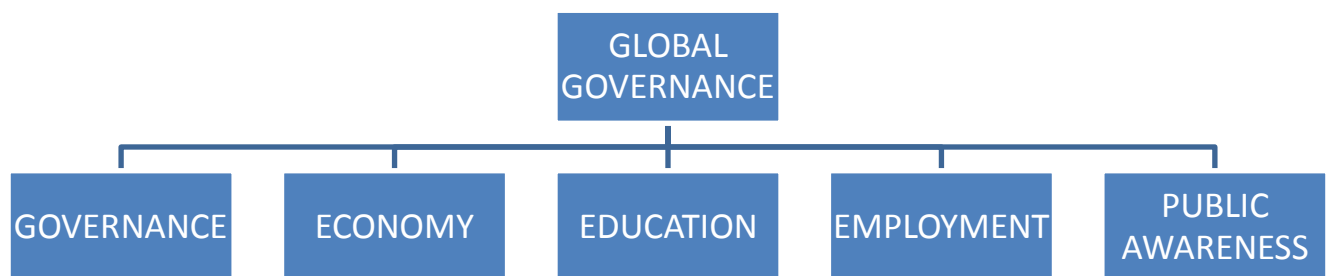 GLOBAL
GOVERNANCE
GOVERNANCE
ECONOMY
EDUCATION
EMPLOYMENT
PUBLIC
AWARENESS